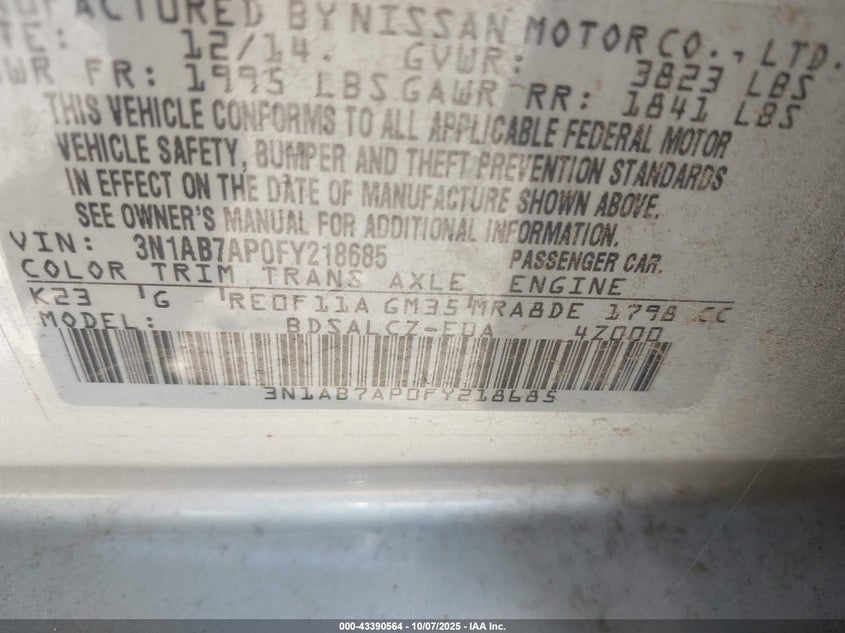 UFACTURED BY NISSAN MOTOR CO., LTD.
TE: 12/14. GVWR: 3823 LBS
WR FR: 1995 LBS GAWR RR: 1841 LBS
THIS VEHICLE CONFORMS TO ALL APPLICABLE FEDERAL MOTOR
VEHICLE SAFETY, BUMPER AND THEFT PREVENTION STANDARDS
IN EFFECT ON THE DATE OF MANUFACTURE SHOWN ABOVE.
SEE OWNER'S MANUAL FOR ADDITIONAL INFORMATION.
VIN: 3N1AB7AP0FY218685 PASSENGER CAR.
COLOR TRIM TRANS AXLE ENGINE
K23 G RE0F11A GM35 MRA8DE 1798 CC
MODEL: BDSALCZ-EUA 4Z000
3N1AB7AP0FY218685
000-43390564 | 10/07/2025 - IAA Inc.